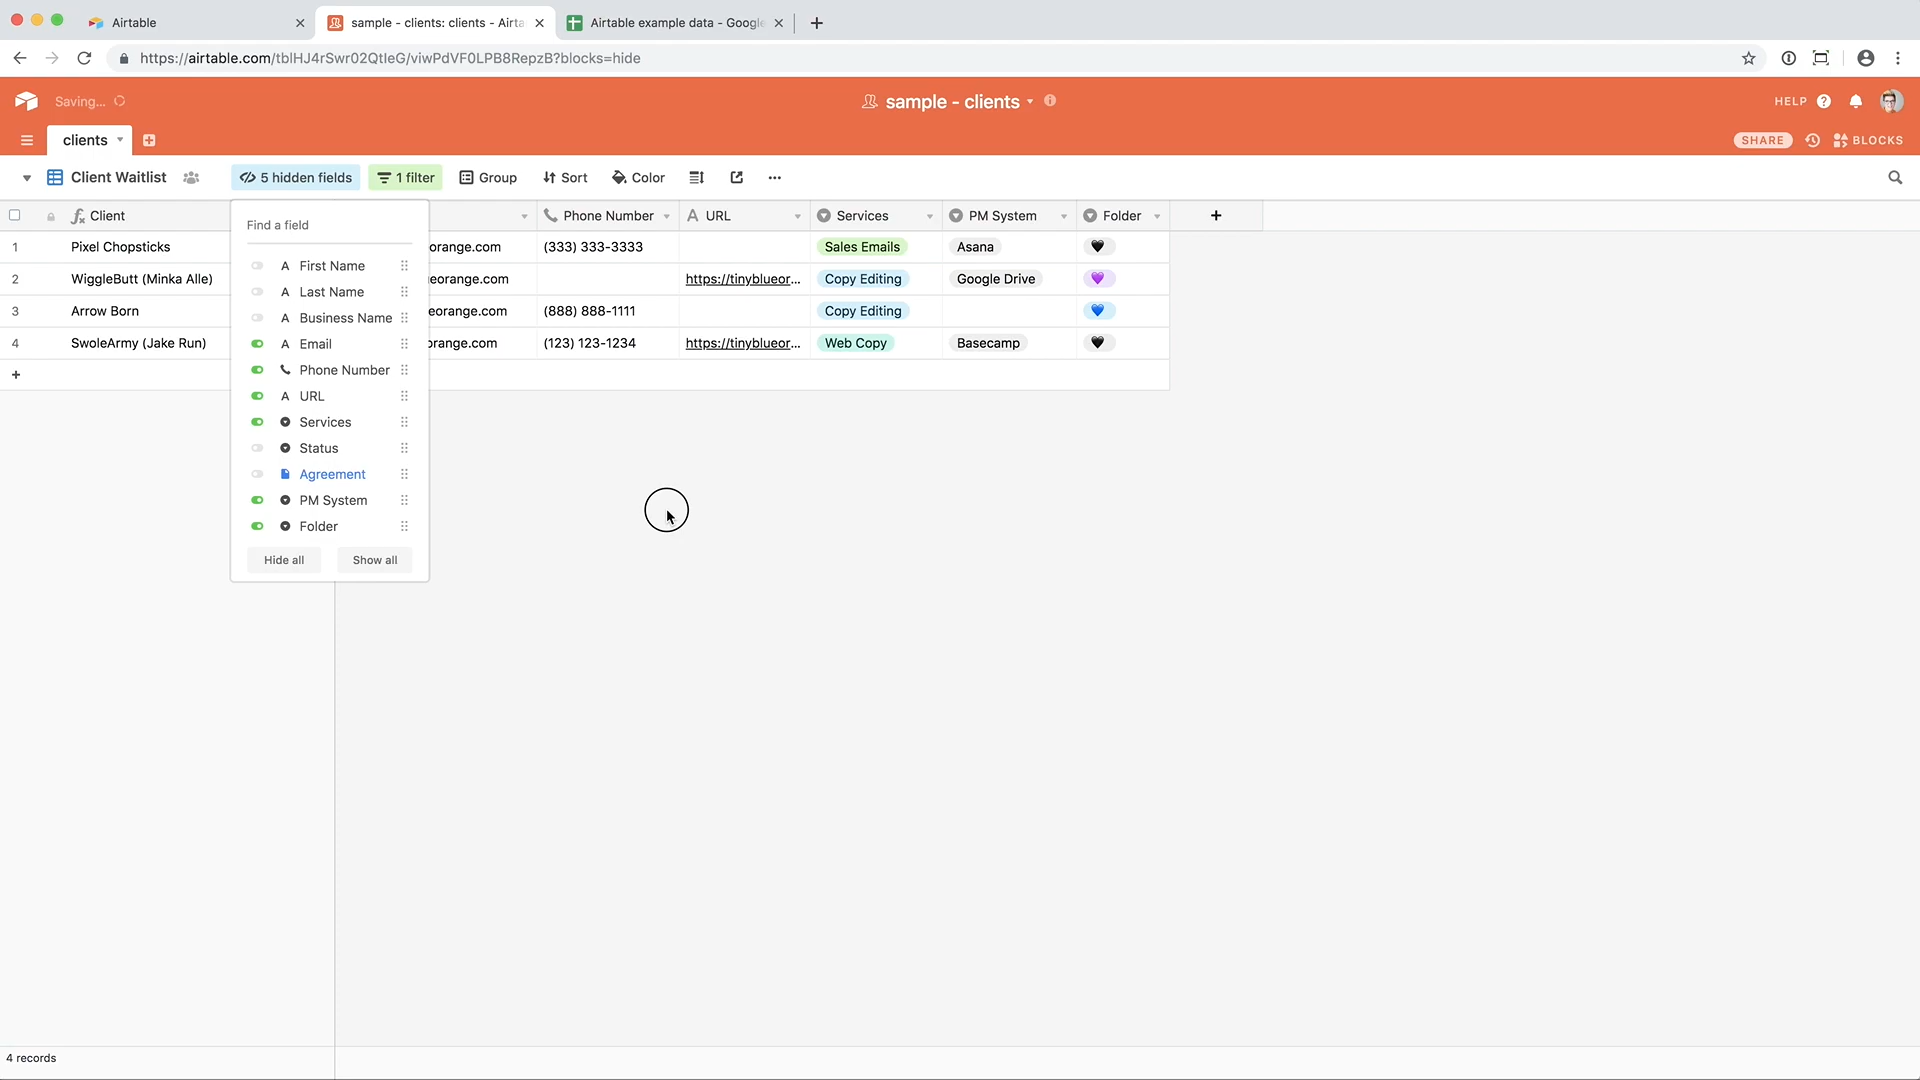 Airtable
sample - clients: clients - Airta
Airtable example data - Google
https://airtable.com/tblHJ4rSwr02QtIeG/viwPdVF0LPB8RepzB?blocks=hide
Saving...
sample - clients
HELP
clients
SHARE
BLOCKS
Client Waitlist
5 hidden fields
1 filter
Group
Sort
Color
Client
Phone Number
URL
Services
PM System
Folder
1
Pixel Chopsticks
orange.com
(333) 333-3333
Sales Emails
Asana
2
WiggleButt (Minka Alle)
eorange.com
https://tinyblueor...
Copy Editing
Google Drive
3
Arrow Born
eorange.com
(888) 888-1111
Copy Editing
4
SwoleArmy (Jake Run)
orange.com
(123) 123-1234
https://tinyblueor...
Web Copy
Basecamp
Find a field
First Name
Last Name
Business Name
Email
Phone Number
URL
Services
Status
Agreement
PM System
Folder
Hide all
Show all
4 records